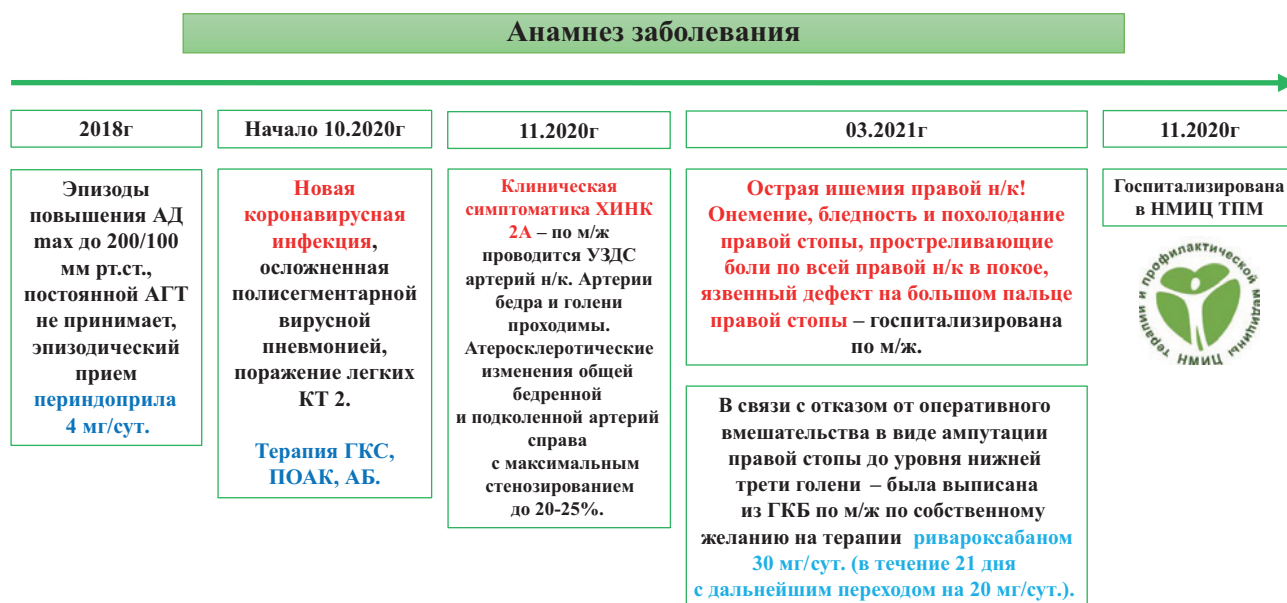 Анамнез заболевания
2018г
Эпизоды
повышения АД
max до 200/100
мм рт.ст.,
постоянной АГТ
не принимает,
эпизодический
прием
периндоприла
4 мг/сут.
Начало 10.2020г
Новая
коронавирусная
инфекция,
осложненная
полисегментарной
вирусной
пневмонией,
поражение легких
КТ 2.
Терапия ГКС,
ПОАК, АБ.
11.2020г
Клиническая
симптоматика ХИНК
2А – по м/ж
проводится УЗДС
артерий н/к. Артерии
бедра и голени
проходимы.
Атеросклеротические
изменения общей
бедренной
и подколенной артерий
справа
с максимальным
стенозированием
до 20-25%.
03.2021г
Острая ишемия правой н/к!
Онемение, бледность и похолодание
правой стопы, простреливающие
боли по всей правой н/к в покое,
язвенный дефект на большом пальце
правой стопы – госпитализирована
по м/ж.
В связи с отказом от оперативного
вмешательства в виде ампутации
правой стопы до уровня нижней
трети голени – была выписана
из ГКБ по м/ж по собственному
желанию на терапии ривароксабаном
30 мг/сут. (в течение 21 дня
с дальнейшим переходом на 20 мг/сут.).
11.2020г
Госпитализирована
в НМИЦ ТПМ
НМИЦ терапии и профилактической медицины